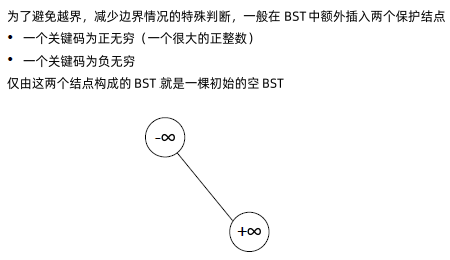 为了避免越界，减少边界情况的特殊判断，一般在 BST中额外插入两个保护结点
• 一个关键码为正无穷（一个很大的正整数）
• 一个关键码为负无穷
仅由这两个结点构成的 BST 就是一棵初始的空 BST
-∞
+∞